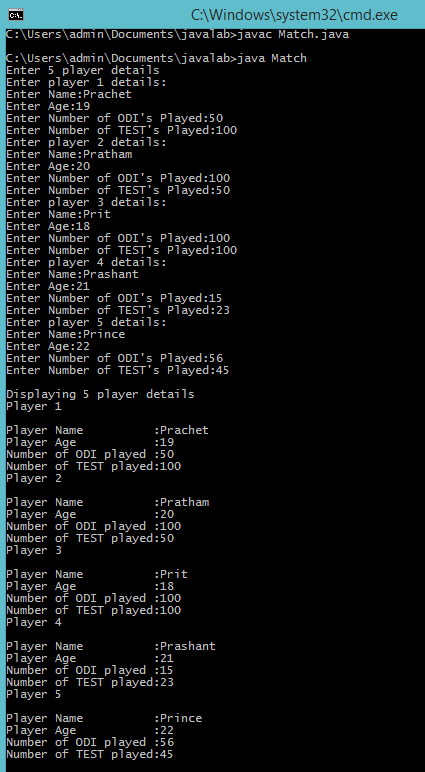 C:\Windows\system32\cmd.exe
C:\Users\admin\Documents\javalab>javac Match.java
C:\Users\admin\Documents\javalab>java Match
Enter 5 player details
Enter player 1 details:
Enter Name:Prachet
Enter Age:19
Enter Number of ODI's Played:50
Enter Number of TEST's Played:100
Enter player 2 details:
Enter Name:Pratham
Enter Age:20
Enter Number of ODI's Played:100
Enter Number of TEST's Played:50
Enter player 3 details:
Enter Name:Prit
Enter Age:18
Enter Number of ODI's Played:100
Enter Number of TEST's Played:100
Enter player 4 details:
Enter Name:Prashant
Enter Age:21
Enter Number of ODI's Played:15
Enter Number of TEST's Played:23
Enter player 5 details:
Enter Name:Prince
Enter Age:22
Enter Number of ODI's Played:56
Enter Number of TEST's Played:45
Displaying 5 player details
Player 1
Player Name          :Prachet
Player Age           :19
Number of ODI played :50
Number of TEST played:100
Player 2
Player Name          :Pratham
Player Age           :20
Number of ODI played :100
Number of TEST played:50
Player 3
Player Name          :Prit
Player Age           :18
Number of ODI played :100
Number of TEST played:100
Player 4
Player Name          :Prashant
Player Age           :21
Number of ODI played :15
Number of TEST played:23
Player 5
Player Name          :Prince
Player Age           :22
Number of ODI played :56
Number of TEST played:45